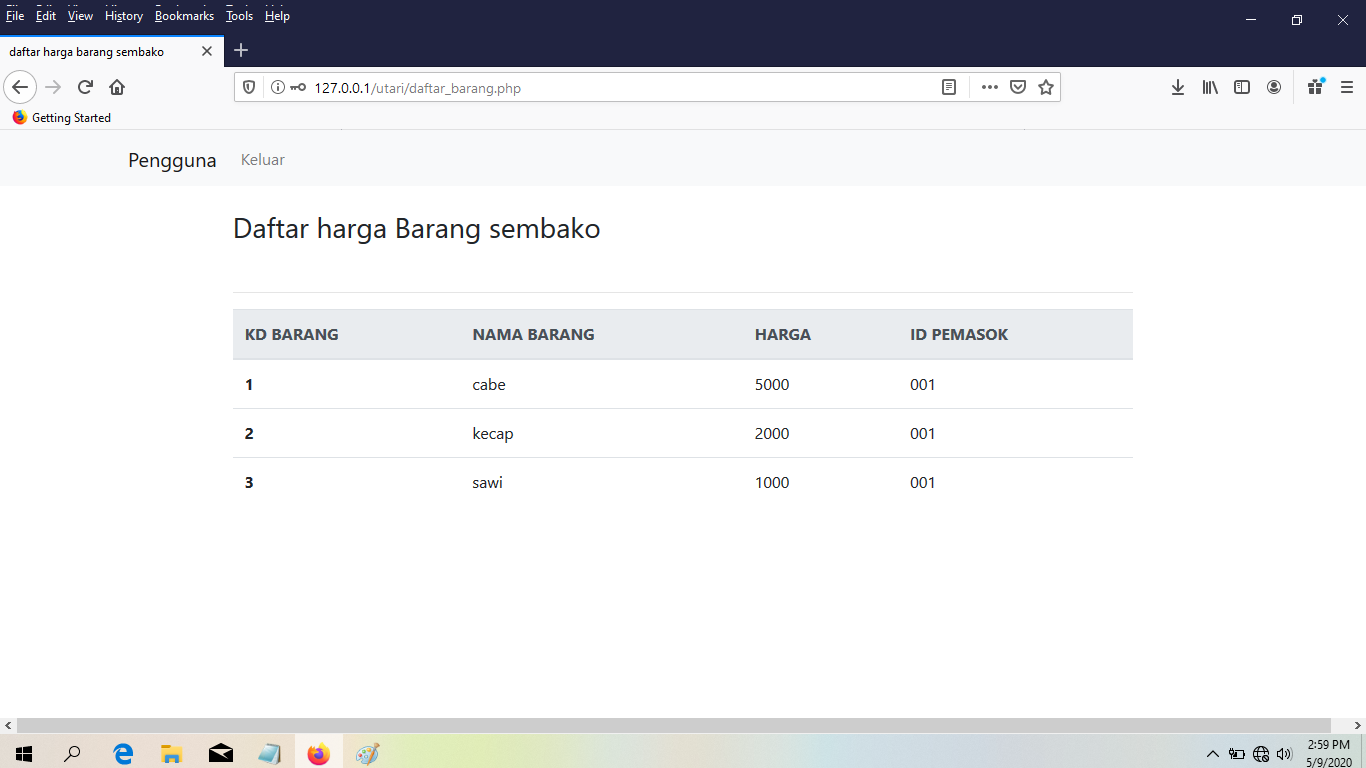 File Edit View History Bookmarks Tools Help
daftar harga barang sembako
127.0.0.1/utari/daftar_barang.php
Getting Started
Pengguna Keluar
Daftar harga Barang sembako
KD BARANG NAMA BARANG HARGA ID PEMASOK
1 cabe 5000 001
2 kecap 2000 001
3 sawi 1000 001
2:59 PM
5/9/2020